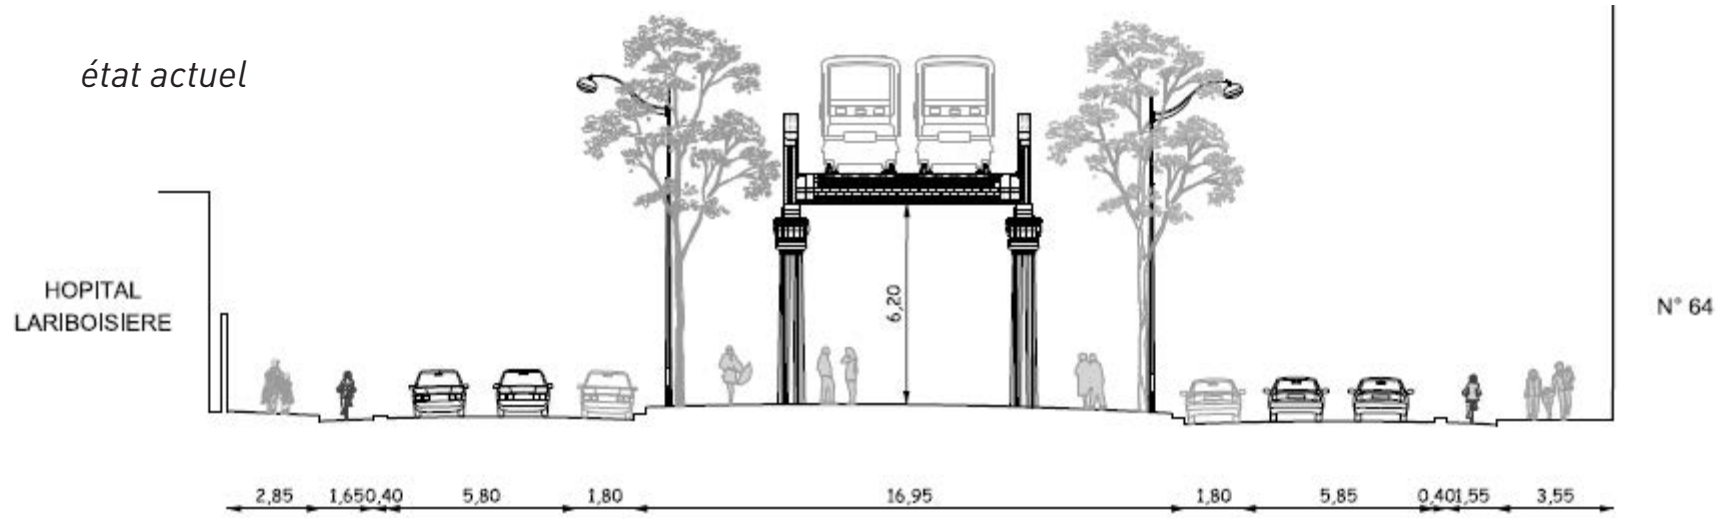 état actuel
HOPITAL
LARIBOISIERE
6,20
N° 64
2,85 1,65 0,40 5,80 1,80 16,95 1,80 5,85 0,40 1,55 3,55